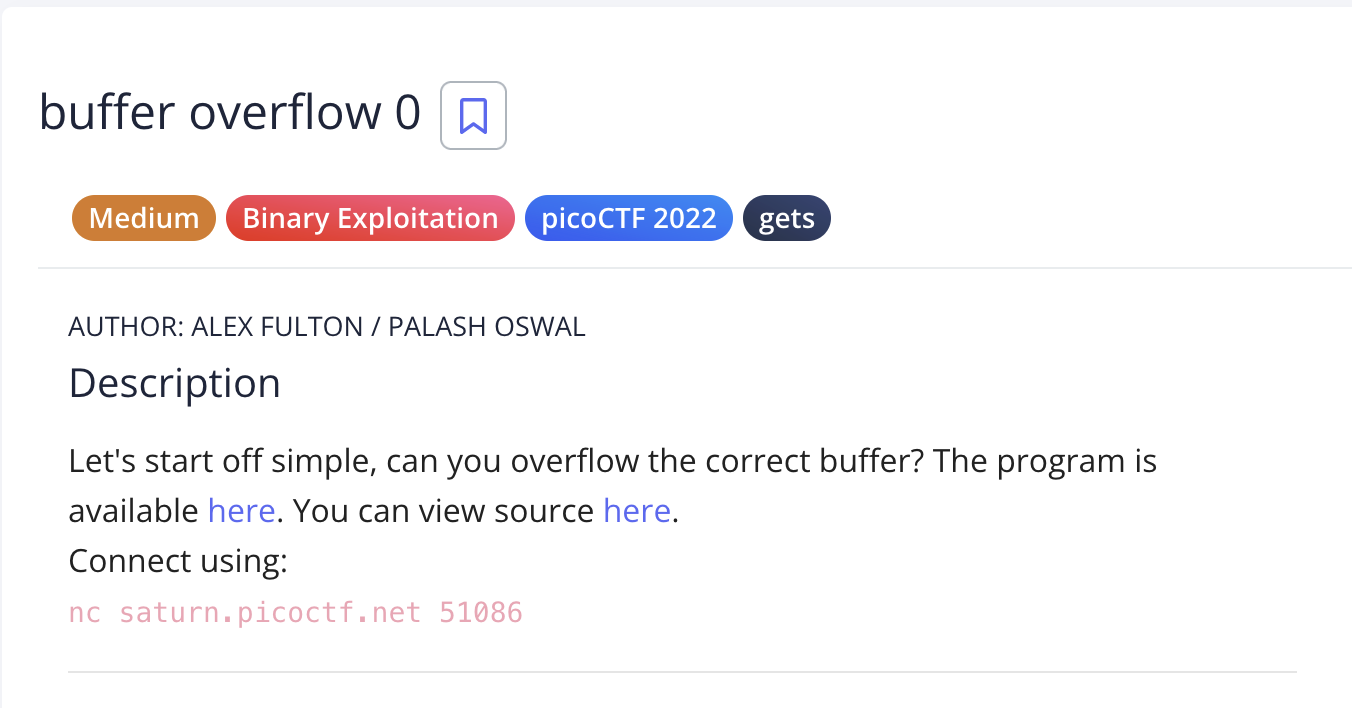 buffer overflow 0
Medium Binary Exploitation picoCTF 2022 gets
AUTHOR: ALEX FULTON / PALASH OSWAL
Description
Let's start off simple, can you overflow the correct buffer? The program is
available here. You can view source here.
Connect using:
nc saturn.picoctf.net 51086